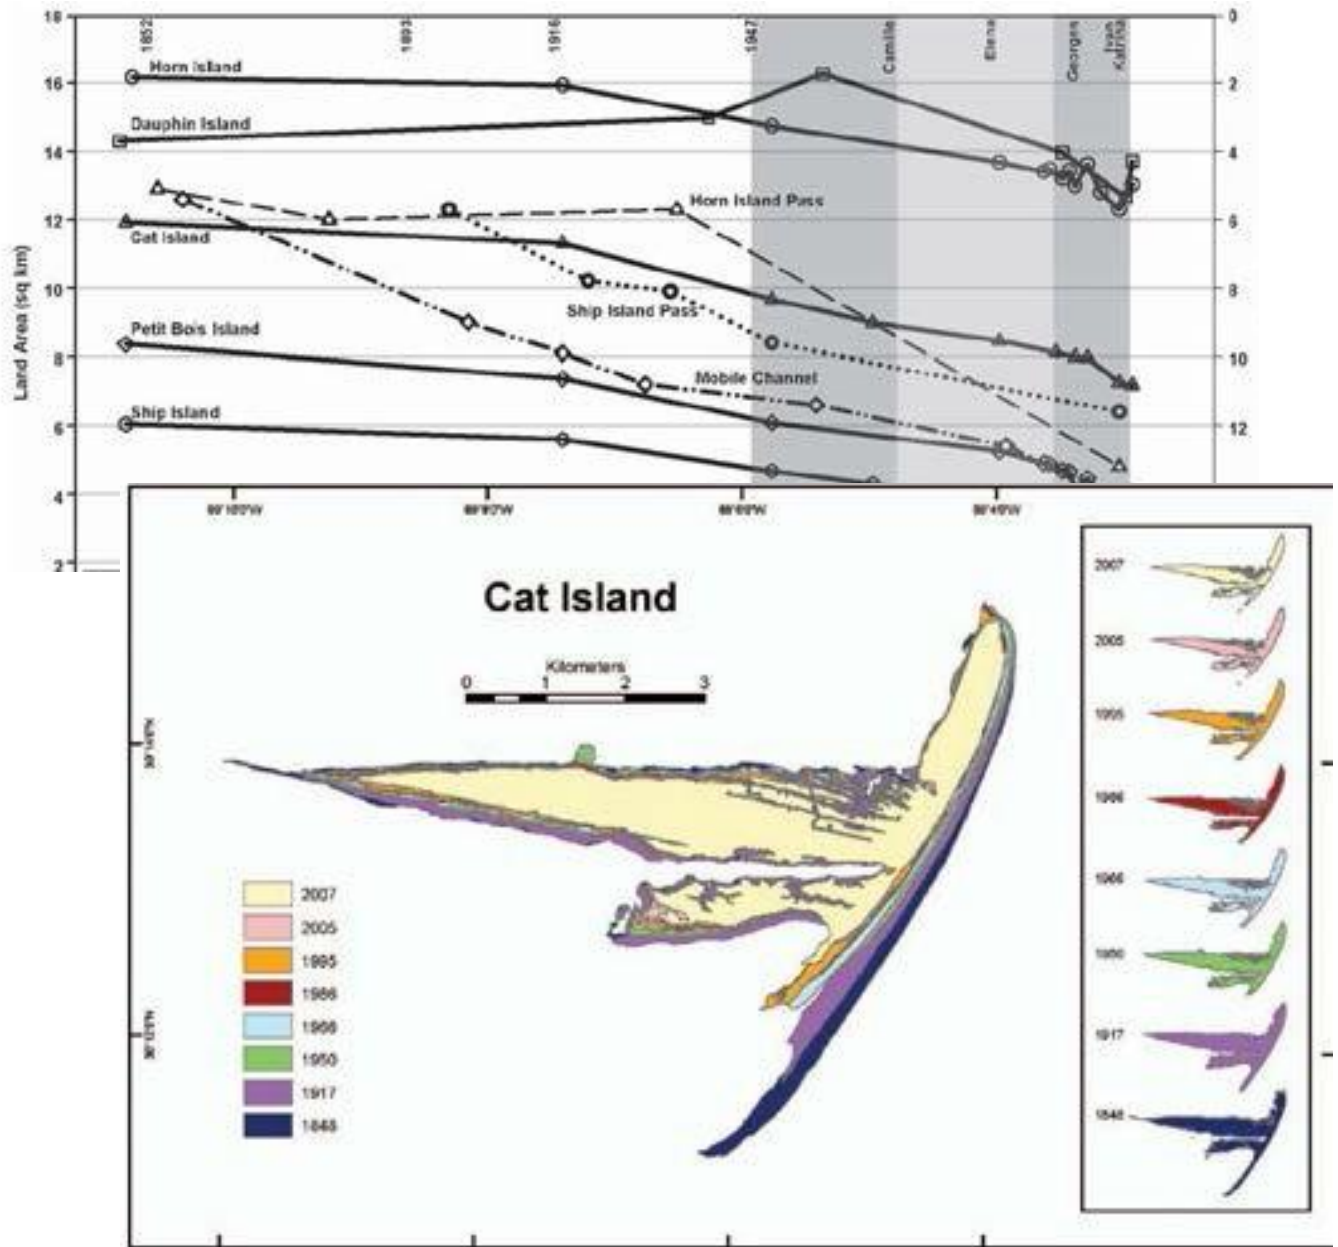 18
16
14
12
10
8
6
4
2
Land Area (sq km)
1852
1893
1916
1947
Camille
Elena
Georges
Ivan
Katrina
0
2
4
6
8
10
12
Horn Island
Dauphin Island
Horn Island Pass
Cat Island
Ship Island Pass
Petit Bois Island
Mobile Channel
Ship Island
Cat Island
Kilometers
0 1 2 3
2007
2005
1995
1986
1966
1950
1917
1848
2007
2005
1995
1986
1966
1950
1917
1848